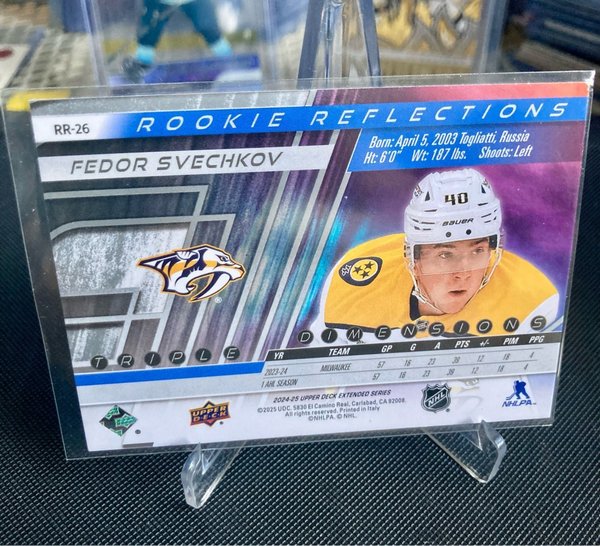 RR-26
ROOKIE REFLECTIONS
FEDOR SVECHKOV
Born: April 5, 2003 Togliatti, Russia
Ht: 6'0" Wt: 187 lbs. Shoots: Left
40
BAUER
TRIPLE DIMENSIONS
YR TEAM GP G A PTS +/- PIM PPG
2023-24 MILWAUKEE 57 16 23 39 12 18 4
1 AHL SEASON 57 16 23 39 12 18 4
2024-25 UPPER DECK EXTENDED SERIES
©2025 UDC. 5830 El Camino Real, Carlsbad, CA 92008.
All rights reserved. Printed in Italy
©NHLPA. © NHL.
UPPER DECK
NHL
NHLPA